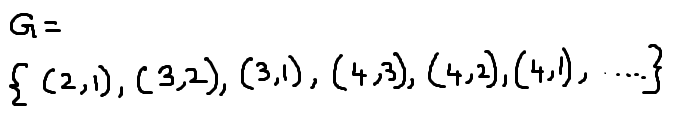 G =
{ (2,1), (3,2), (3,1), (4,3), (4,2), (4,1), ..... }